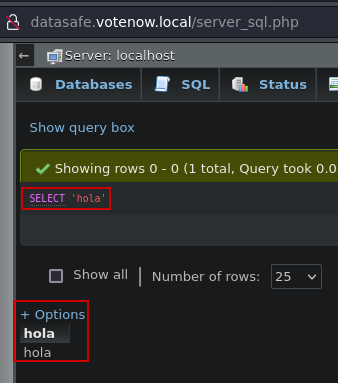 datasafe.votenow.local/server_sql.php
← Server: localhost
Databases SQL Status
Show query box
Showing rows 0 - 0 (1 total, Query took 0.0
SELECT 'hola'
Show all Number of rows: 25
+ Options
hola
hola